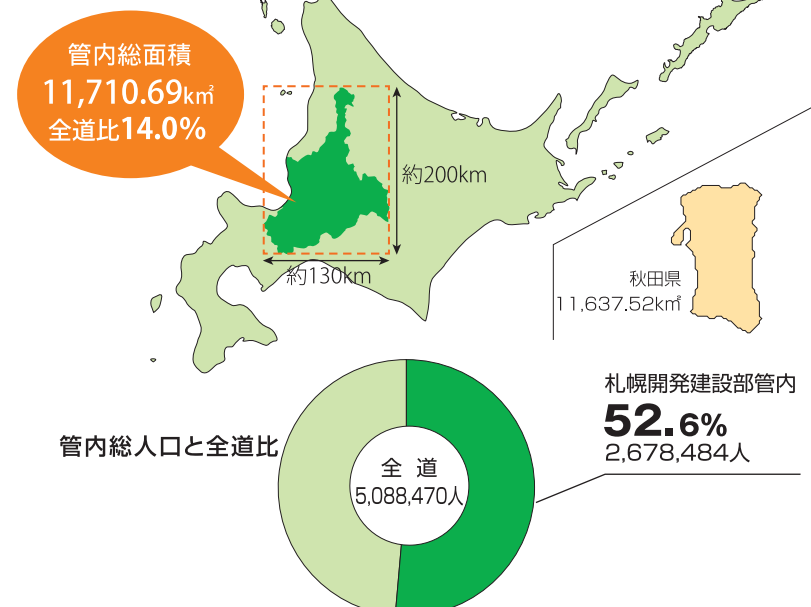 管内総面積
11,710.69㎢
全道比14.0%
約200km
約130km
秋田県
11,637.52㎢
管内総人口と全道比
全 道
5,088,470人
札幌開発建設部管内
52.6%
2,678,484人